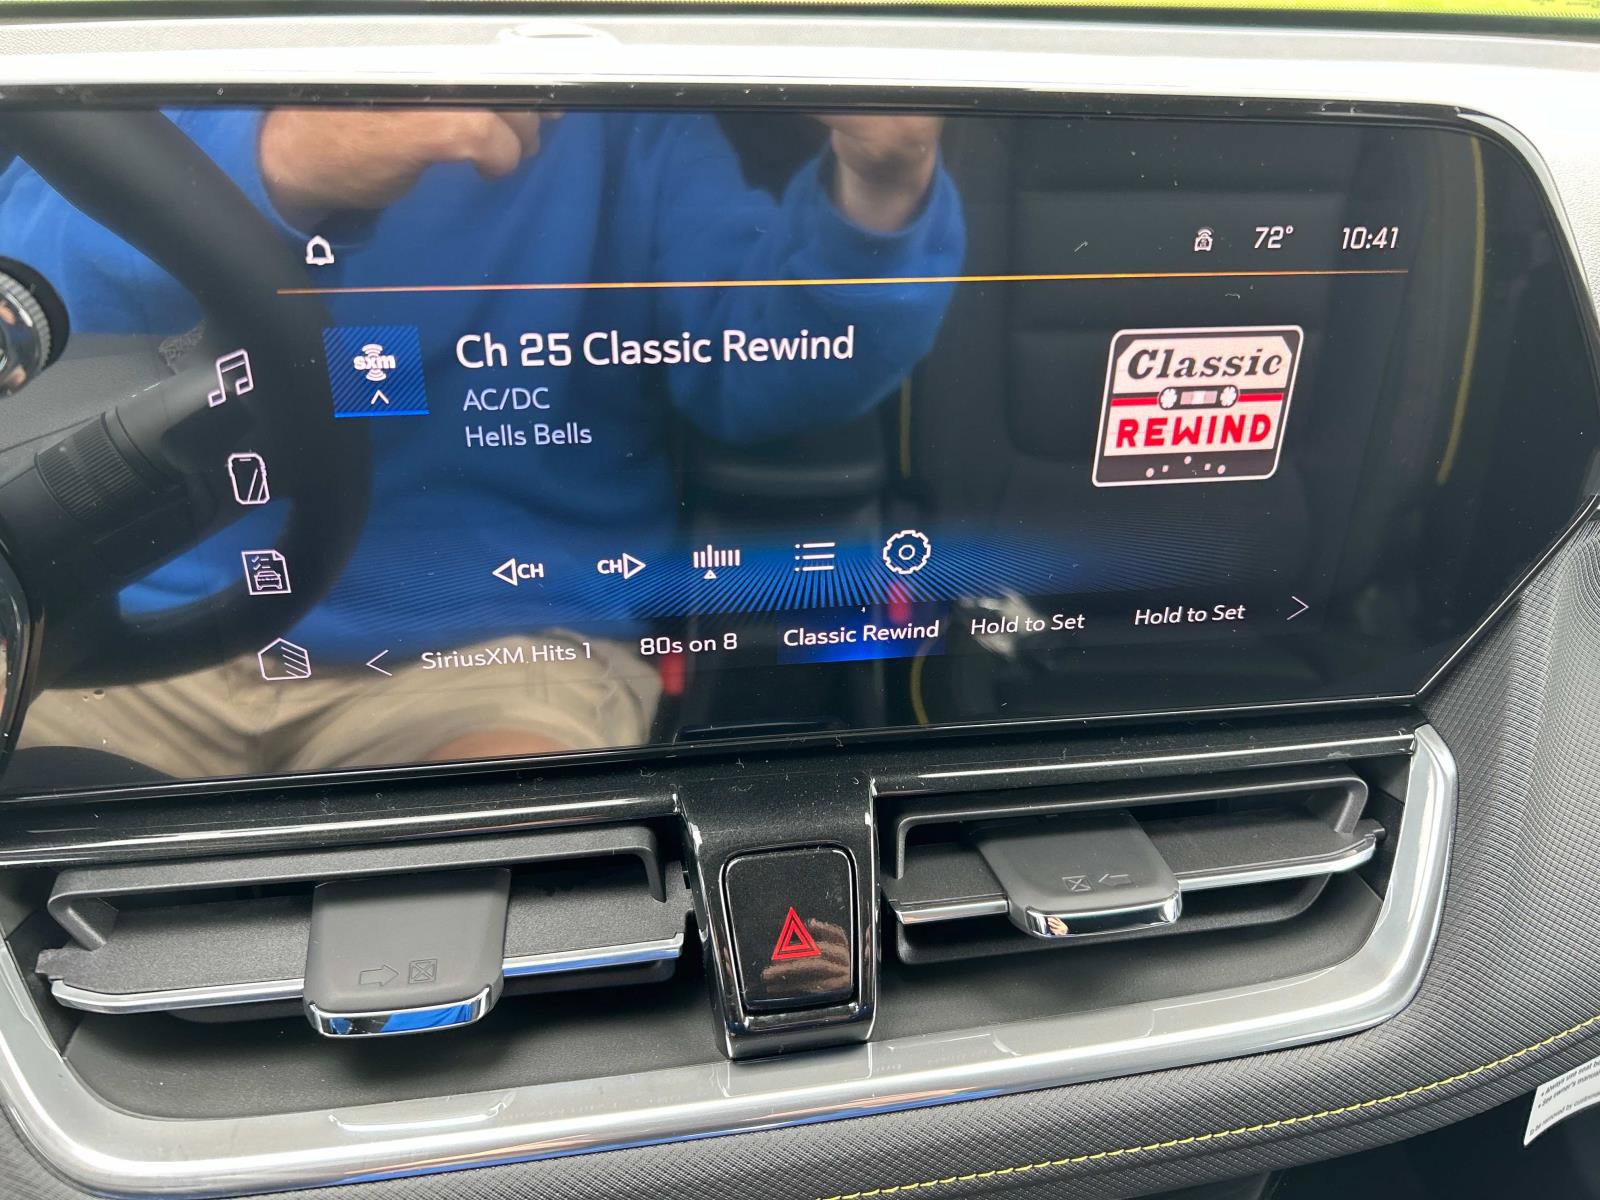 72° 10:41
sxm
Ch 25 Classic Rewind
AC/DC
Hells Bells
Classic
REWIND
CH
CH
SiriusXM Hits 1
80s on 8
Classic Rewind
Hold to Set
Hold to Set